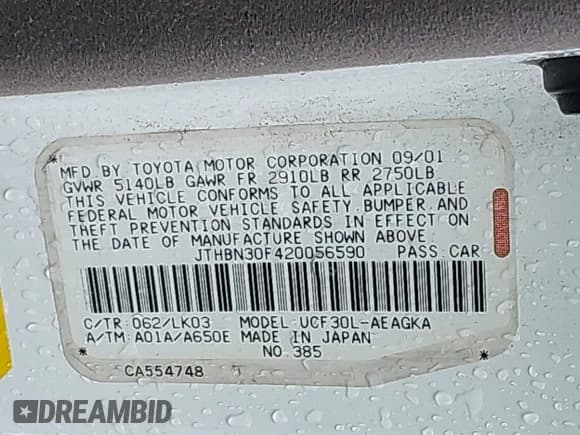 MFD BY TOYOTA MOTOR CORPORATION 09/01
GVWR 5140LB GAWR FR 2910LB RR 2750LB
THIS VEHICLE CONFORMS TO ALL APPLICABLE
FEDERAL MOTOR VEHICLE SAFETY, BUMPER, AND
THEFT PREVENTION STANDARDS IN EFFECT ON
THE DATE OF MANUFACTURE SHOWN ABOVE.
JTHBN30F420056590 PASS.CAR
C/TR:062/LK03 MODEL:UCF30L-AEAGKA
A/TM:A01A/A650E MADE IN JAPAN
NO.385
CA554748
DREAMBID